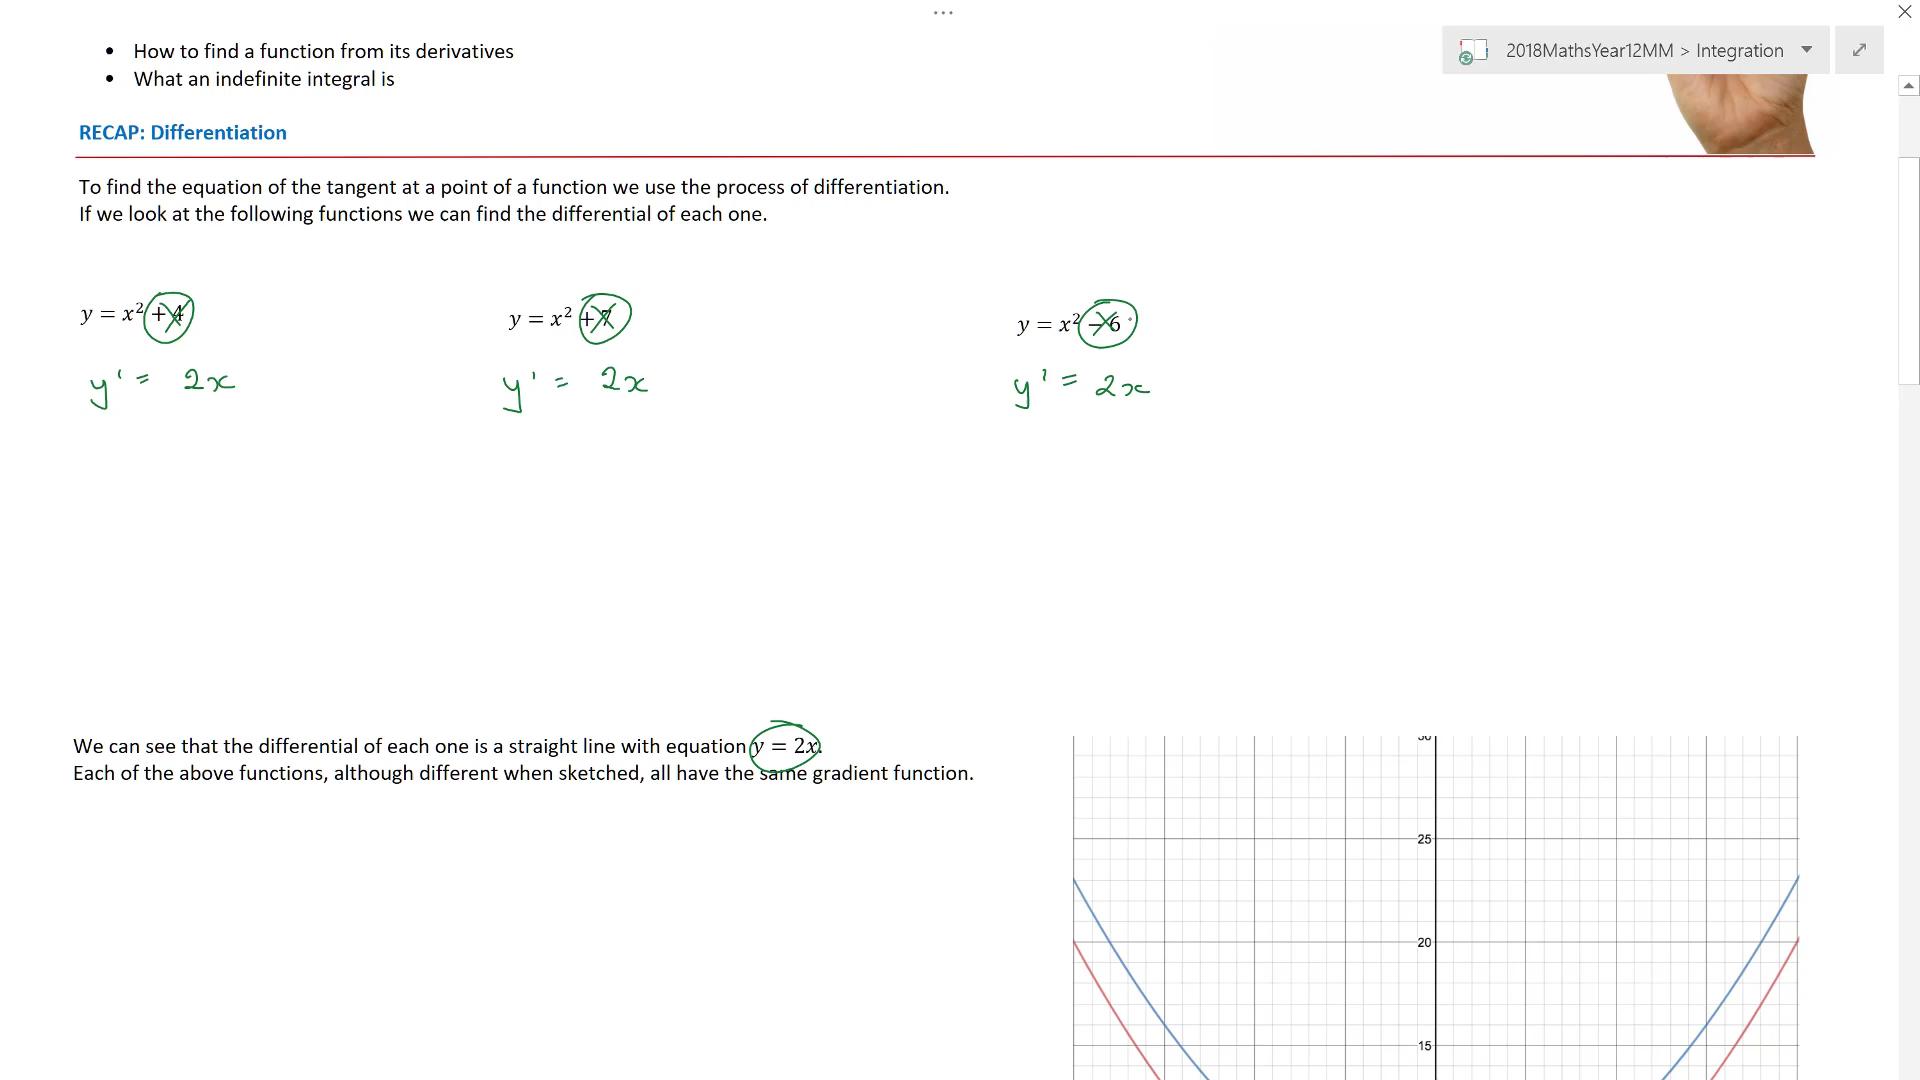 ...
• How to find a function from its derivatives
• What an indefinite integral is
2018MathsYear12MM > Integration
RECAP: Differentiation
To find the equation of the tangent at a point of a function we use the process of differentiation.
If we look at the following functions we can find the differential of each one.
y = x² + 4
y = x² + 7
y = x² − 6
y' = 2x
y' = 2x
y' = 2x
We can see that the differential of each one is a straight line with equation y = 2x.
Each of the above functions, although different when sketched, all have the same gradient function.
30
25
20
15